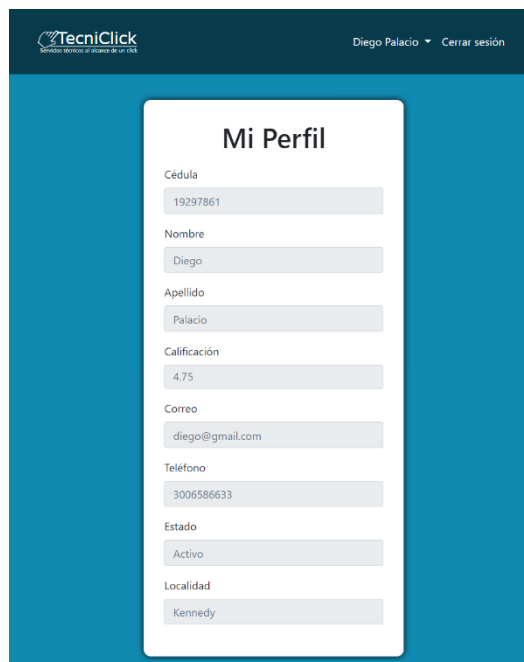 TecniClick
Servidos técnicos al alcance de un click
Diego Palacio Cerrar sesión
Mi Perfil
Cédula
19297861
Nombre
Diego
Apellido
Palacio
Calificación
4.75
Correo
diego@gmail.com
Teléfono
3006586633
Estado
Activo
Localidad
Kennedy